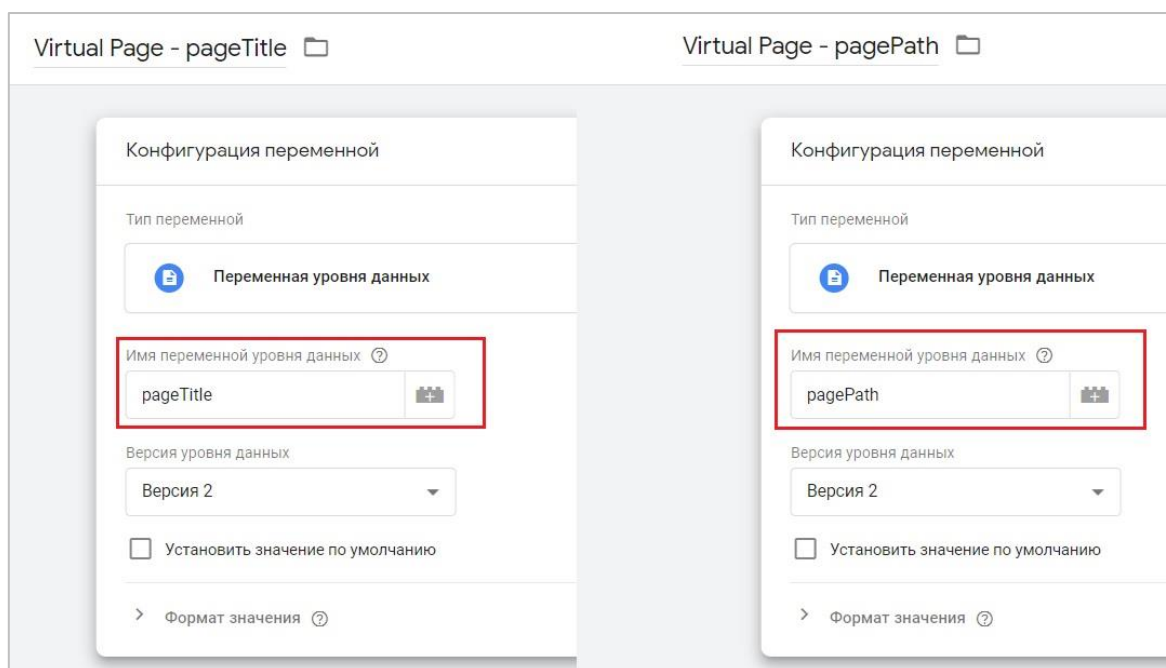 Virtual Page - pageTitle
Конфигурация переменной
Тип переменной
Переменная уровня данных
Имя переменной уровня данных
pageTitle
Версия уровня данных
Версия 2
Установить значение по умолчанию
Формат значения
Virtual Page - pagePath
Конфигурация переменной
Тип переменной
Переменная уровня данных
Имя переменной уровня данных
pagePath
Версия уровня данных
Версия 2
Установить значение по умолчанию
Формат значения